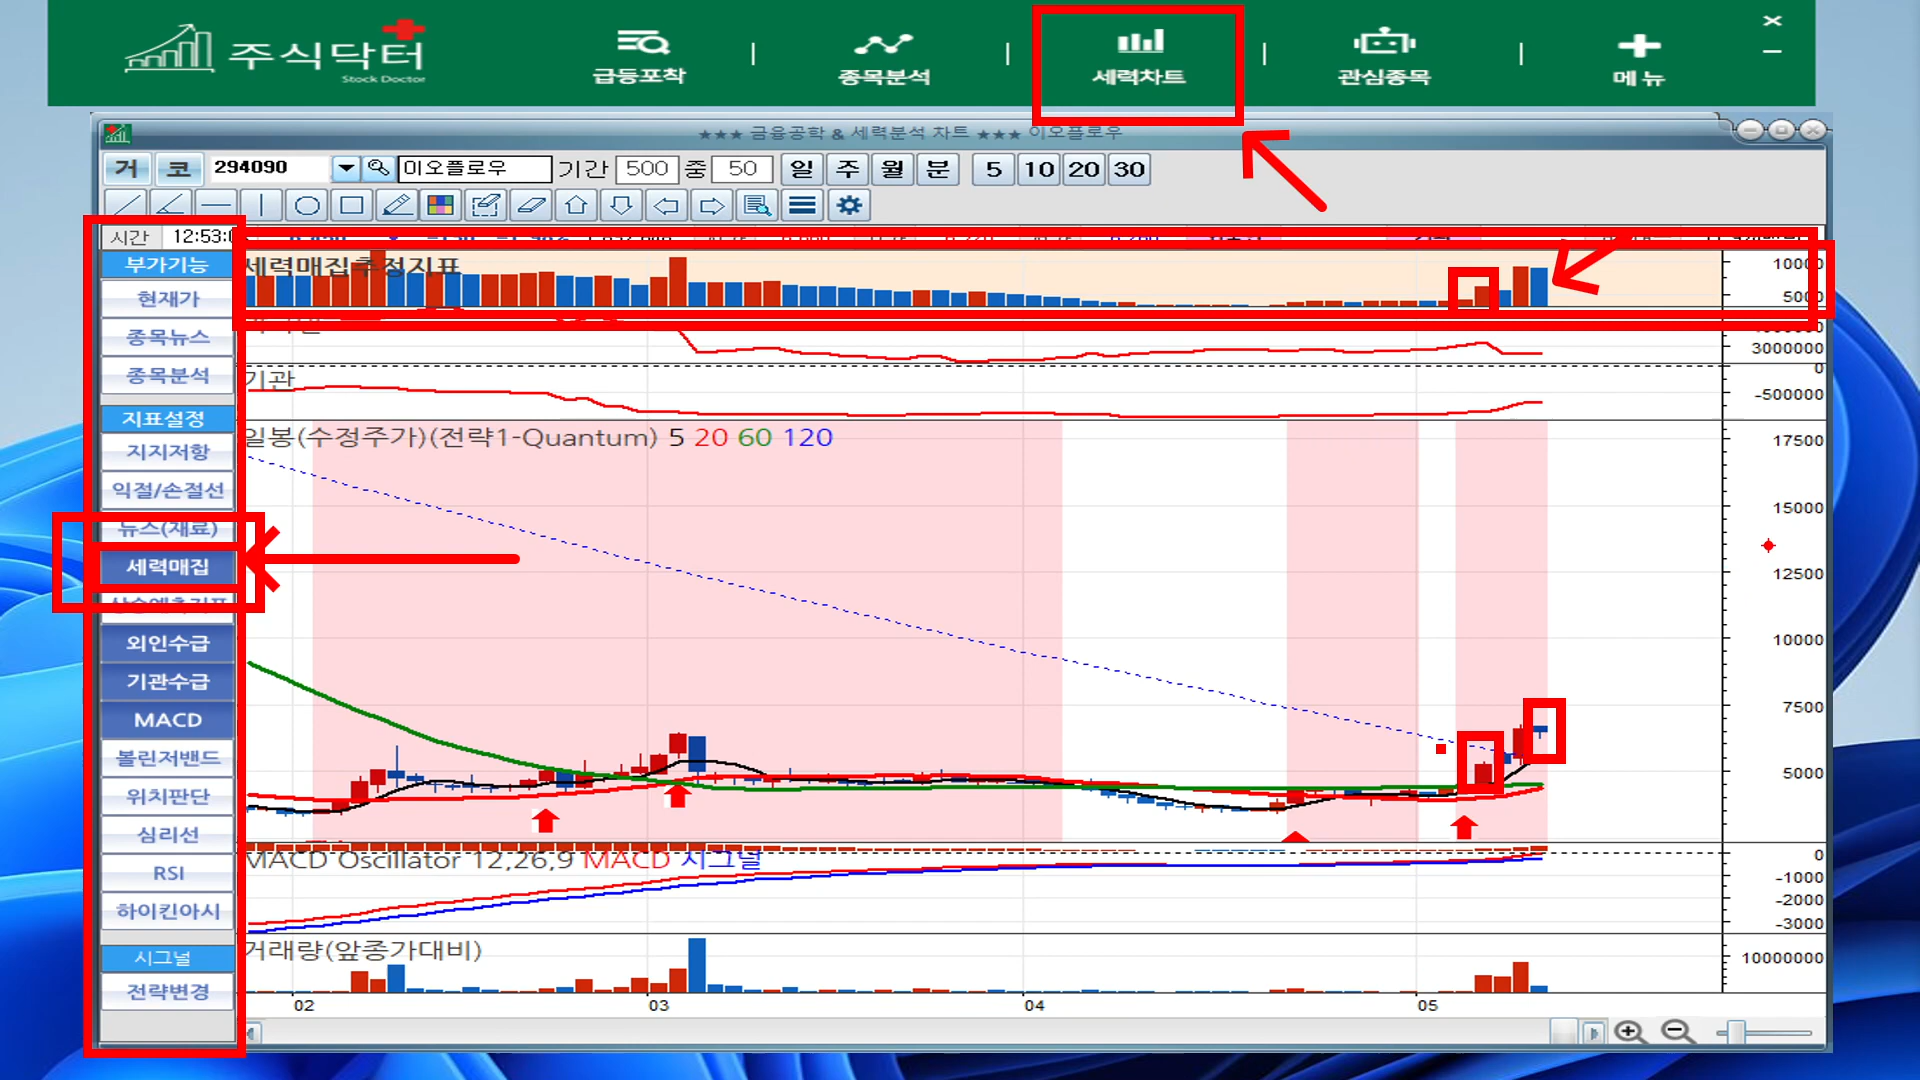 주식닥터
Stock Doctor
급등포착
종목분석
세력차트
관심종목
메뉴
★★★ 금융공학 & 세력분석 차트 ★★★ 이오플로우
거 코 294090 이오플로우 기간 500 중 50 일 주 월 분 5 10 20 30
시간
부가기능
현재가
종목뉴스
종목분석
지표설정
지지저항
익절/손절선
뉴스(재료)
세력매집
외인수급
기관수급
MACD
볼린저밴드
위치판단
심리선
RSI
하이킨아시
시그널
전략변경
세력매집추정지표
10000
5000
3000000
기관
0
-500000
일봉(수정주가)(전략1-Quantum) 5 20 60 120
17500
15000
12500
10000
7500
5000
MACD Oscillator 12,26,9 MACD 시그널
0
-1000
-2000
-3000
거래량(앞종가대비)
10000000
02 03 04 05